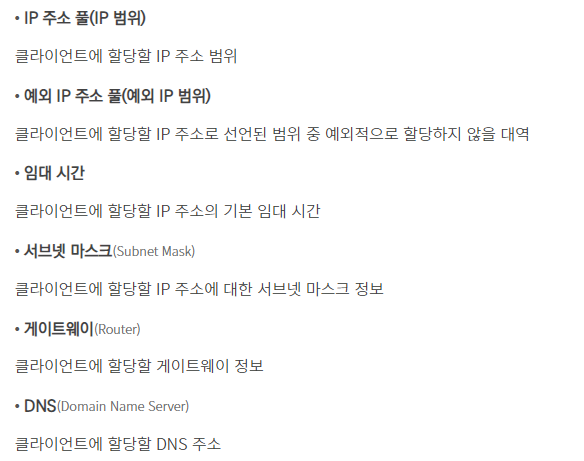 • IP 주소 풀(IP 범위)
클라이언트에 할당할 IP 주소 범위
• 예외 IP 주소 풀(예외 IP 범위)
클라이언트에 할당할 IP 주소로 선언된 범위 중 예외적으로 할당하지 않을 대역
• 임대 시간
클라이언트에 할당할 IP 주소의 기본 임대 시간
• 서브넷 마스크(Subnet Mask)
클라이언트에 할당할 IP 주소에 대한 서브넷 마스크 정보
• 게이트웨이(Router)
클라이언트에 할당할 게이트웨이 정보
• DNS(Domain Name Server)
클라이언트에 할당할 DNS 주소